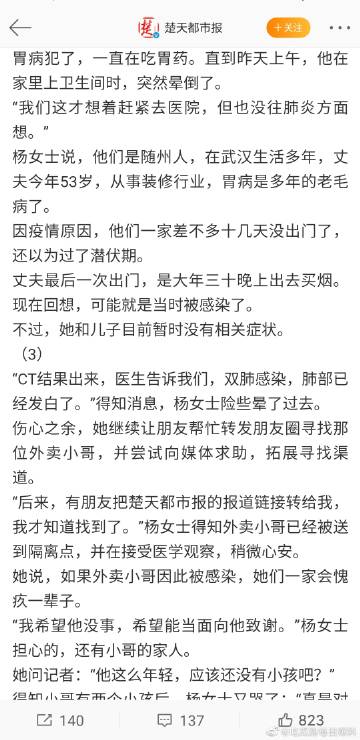 楚天都市报
+关注
胃病犯了，一直在吃胃药。直到昨天上午，他在
家里上卫生间时，突然晕倒了。
“我们这才想着赶紧去医院，但也没往肺炎方面
想。”
杨女士说，他们是随州人，在武汉生活多年，丈
夫今年53岁，从事装修行业，胃病是多年的老毛
病了。
因疫情原因，他们一家差不多十几天没出门了，
还以为过了潜伏期。
丈夫最后一次出门，是大年三十晚上出去买烟。
现在回想，可能就是当时被感染了。
不过，她和儿子目前暂时没有相关症状。
（3）
“CT结果出来，医生告诉我们，双肺感染，肺部已
经发白了。”得知消息，杨女士险些晕了过去。
伤心之余，她继续让朋友帮忙转发朋友圈寻找那
位外卖小哥，并尝试向媒体求助，拓展寻找渠
道。
“后来，有朋友把楚天都市报的报道链接转给我，
我才知道找到了。”杨女士得知外卖小哥已经被送
到隔离点，并在接受医学观察，稍微心安。
她说，如果外卖小哥因此被感染，她们一家会愧
疚一辈子。
“我希望他没事，希望能当面向他致谢。”杨女士
担心的，还有小哥的家人。
她问记者：“他这么年轻，应该还没有小孩吧？”
得知小哥有两个小孩后，杨女士又哭了：“真是对
140
137
823